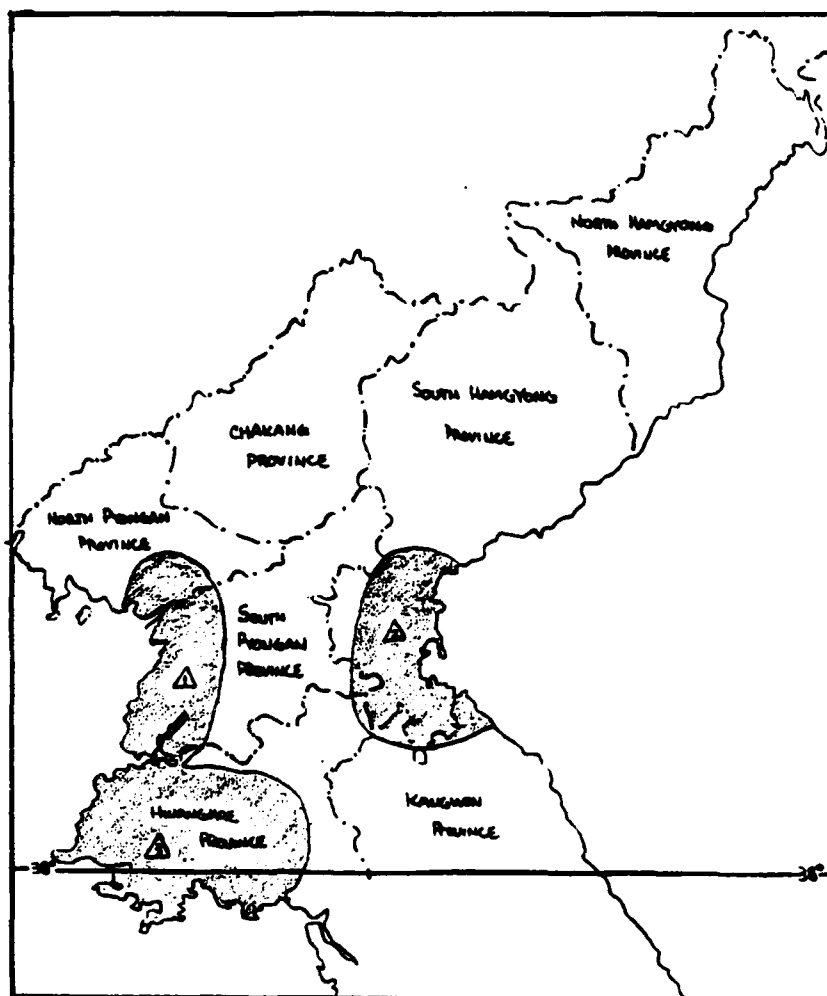 NORTH HAMGYONG
PROVINCE
SOUTH HAMGYONG
PROVINCE
CHAKANG
PROVINCE
NORTH PYONGAN
PROVINCE
SOUTH
PYONGAN
PROVINCE
2
1
HWANGHAE
PROVINCE
3
KANGWON
PROVINCE
38°
38°